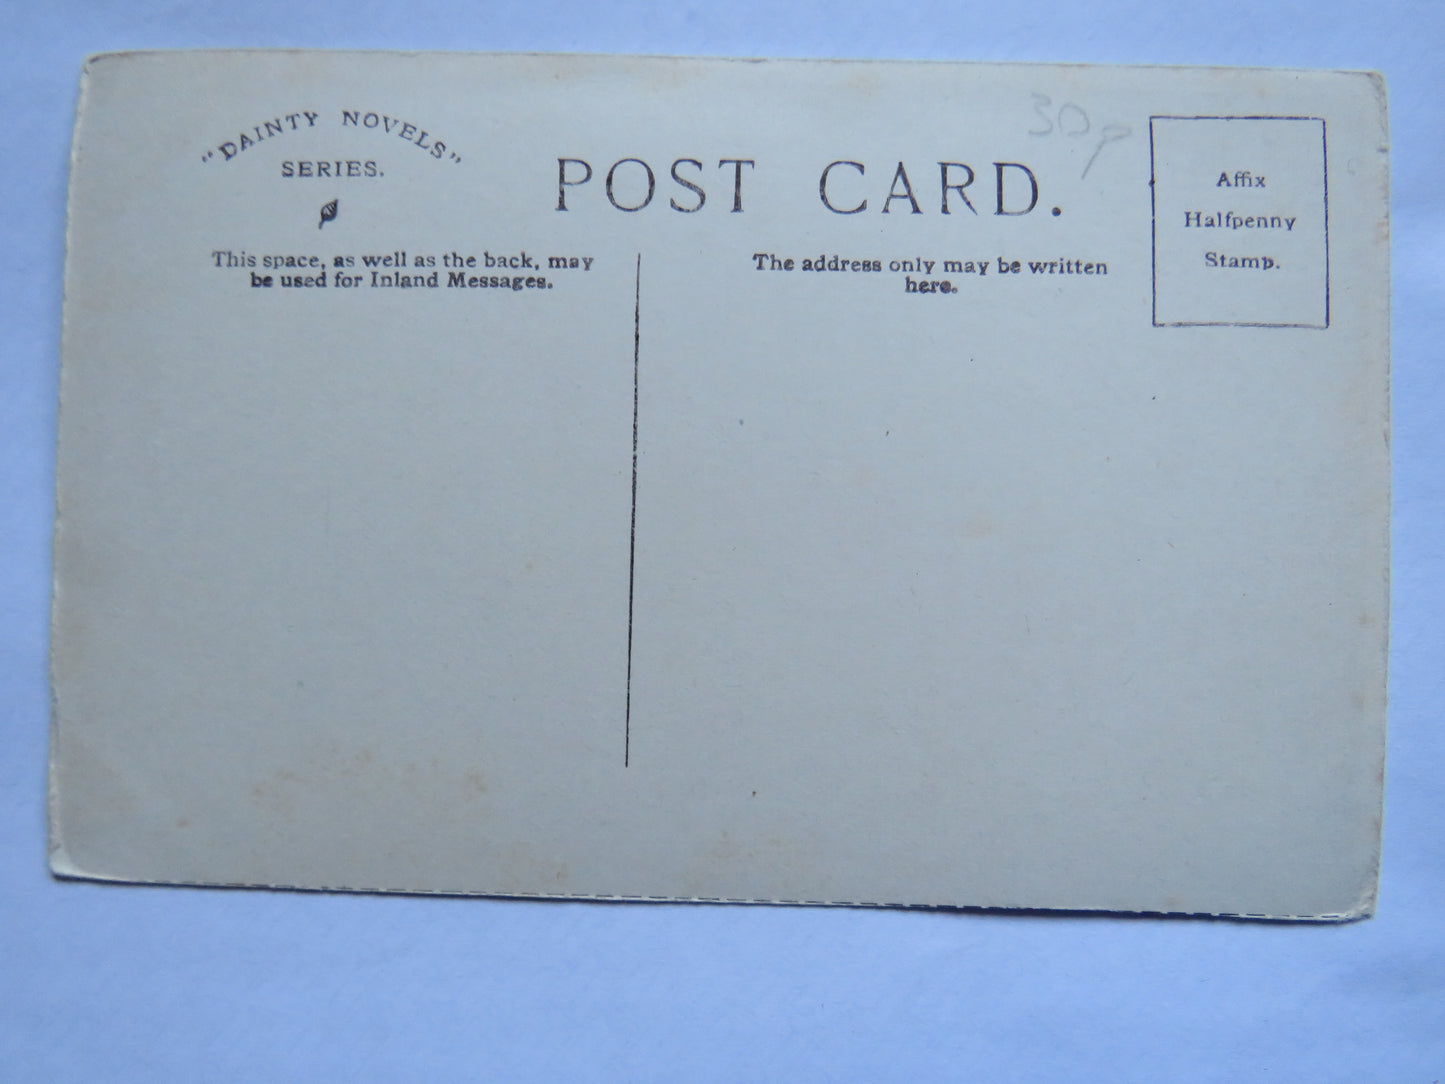 "DAINTY NOVELS"
SERIES.
POST CARD.
30p
Affix
Halfpenny
Stamp.
This space, as well as the back, may
be used for Inland Messages.
The address only may be written
here.